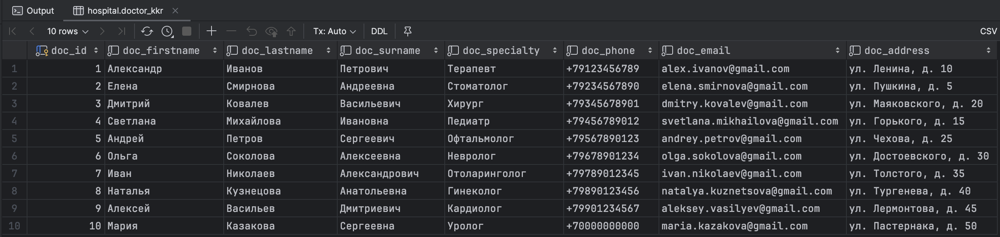 Output hospital.doctor_kkr
10 rows Tx: Auto DDL CSV
doc_id doc_firstname doc_lastname doc_surname doc_specialty doc_phone doc_email doc_address
1 1 Александр Иванов Петрович Терапевт +79123456789 alex.ivanov@gmail.com ул. Ленина, д. 10
2 2 Елена Смирнова Андреевна Стоматолог +79234567890 elena.smirnova@gmail.com ул. Пушкина, д. 5
3 3 Дмитрий Ковалев Васильевич Хирург +79345678901 dmitry.kovalev@gmail.com ул. Маяковского, д. 20
4 4 Светлана Михайлова Ивановна Педиатр +79456789012 svetlana.mikhailova@gmail.com ул. Горького, д. 15
5 5 Андрей Петров Сергеевич Офтальмолог +79567890123 andrey.petrov@gmail.com ул. Чехова, д. 25
6 6 Ольга Соколова Алексеевна Невролог +79678901234 olga.sokolova@gmail.com ул. Достоевского, д. 30
7 7 Иван Николаев Александрович Отоларинголог +79789012345 ivan.nikolaev@gmail.com ул. Толстого, д. 35
8 8 Наталья Кузнецова Анатольевна Гинеколог +79890123456 natalya.kuznetsova@gmail.com ул. Тургенева, д. 40
9 9 Алексей Васильев Дмитриевич Кардиолог +79901234567 aleksey.vasilyev@gmail.com ул. Лермонтова, д. 45
10 10 Мария Казакова Сергеевна Уролог +70000000000 maria.kazakova@gmail.com ул. Пастернака, д. 50